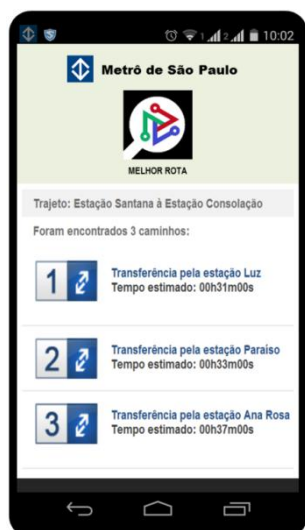 1 2 10:02
Metrô de São Paulo
MELHOR ROTA
Trajeto: Estação Santana à Estação Consolação
Foram encontrados 3 caminhos:
1
Transferência pela estação Luz
Tempo estimado: 00h31m00s
2
Transferência pela estação Paraíso
Tempo estimado: 00h33m00s
3
Transferência pela estação Ana Rosa
Tempo estimado: 00h37m00s